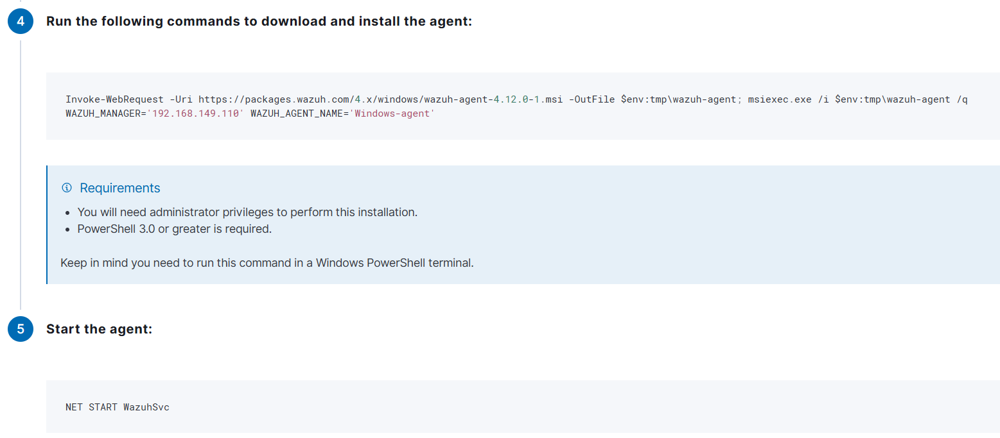 4 Run the following commands to download and install the agent:
Invoke-WebRequest -Uri https://packages.wazuh.com/4.x/windows/wazuh-agent-4.12.0-1.msi -OutFile $env:tmp\wazuh-agent; msiexec.exe /i $env:tmp\wazuh-agent /q
WAZUH_MANAGER='192.168.149.110' WAZUH_AGENT_NAME='Windows-agent'
Requirements
• You will need administrator privileges to perform this installation.
• PowerShell 3.0 or greater is required.
Keep in mind you need to run this command in a Windows PowerShell terminal.
5 Start the agent:
NET START WazuhSvc